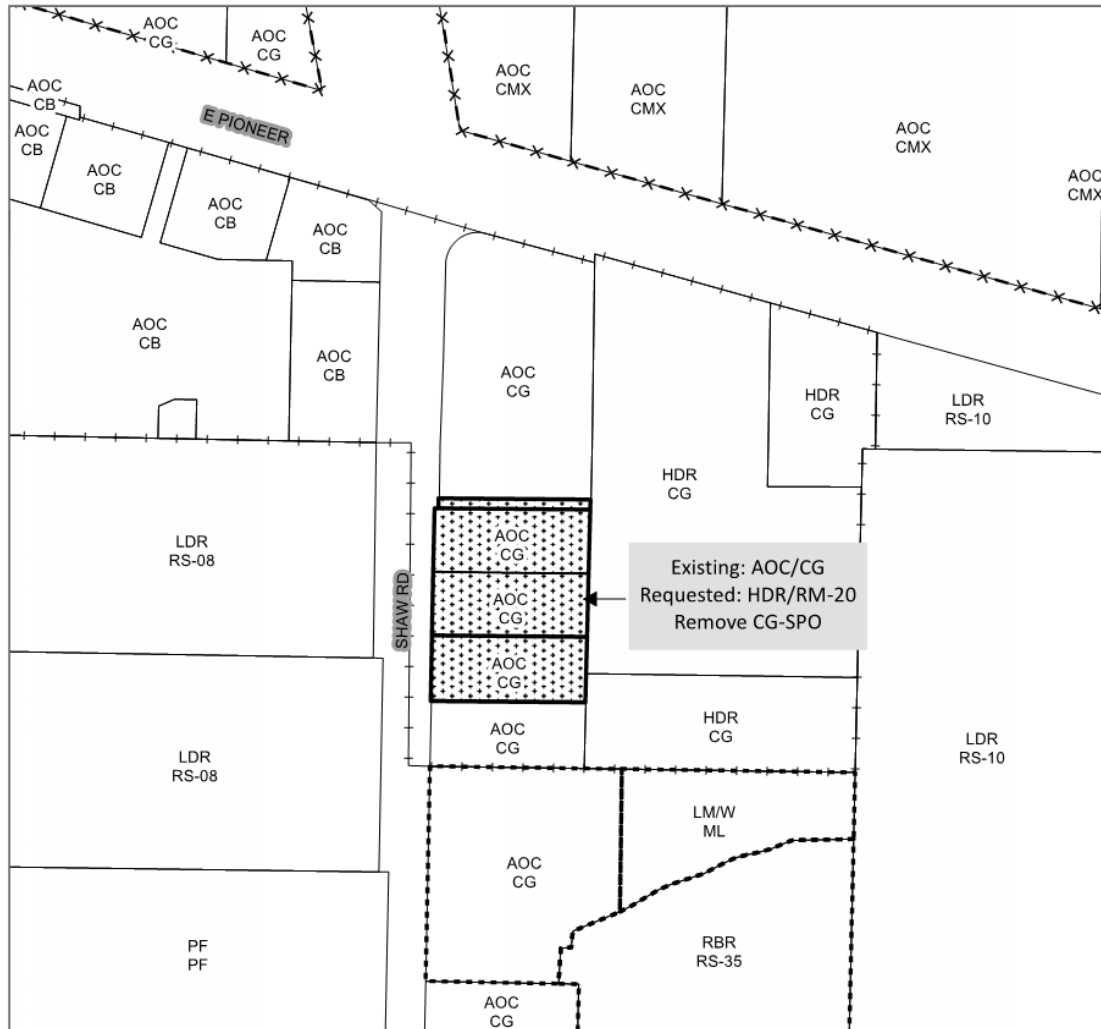 AOC
CG
AOC
CG
AOC
CMX
AOC
CMX
AOC
CMX
AOC
CMX
AOC
CB
AOC
CB
AOC
CB
AOC
CB
AOC
CB
E PIONEER
AOC
CB
AOC
CB
AOC
CG
HDR
CG
LDR
RS-10
HDR
CG
LDR
RS-08
AOC
CG
AOC
CG
AOC
CG
SHAW RD
Existing: AOC/CG
Requested: HDR/RM-20
Remove CG-SPO
AOC
CG
HDR
CG
LDR
RS-10
LDR
RS-08
LM/W
ML
AOC
CG
RBR
RS-35
PF
PF
AOC
CG